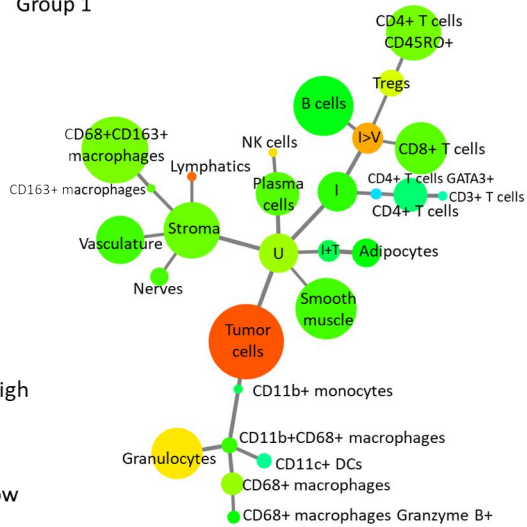 Group 1
CD4+ T cells
CD45RO+
Tregs
B cells
I>V
CD8+ T cells
NK cells
CD68+CD163+
macrophages
Lymphatics
CD163+ macrophages
Plasma
cells
I
CD4+ T cells GATA3+
CD3+ T cells
CD4+ T cells
Stroma
Vasculature
U
I+T
Adipocytes
Nerves
Smooth
muscle
Tumor
cells
igh
CD11b+ monocytes
CD11b+CD68+ macrophages
Granulocytes
CD11c+ DCs
CD68+ macrophages
ow
CD68+ macrophages Granzyme B+